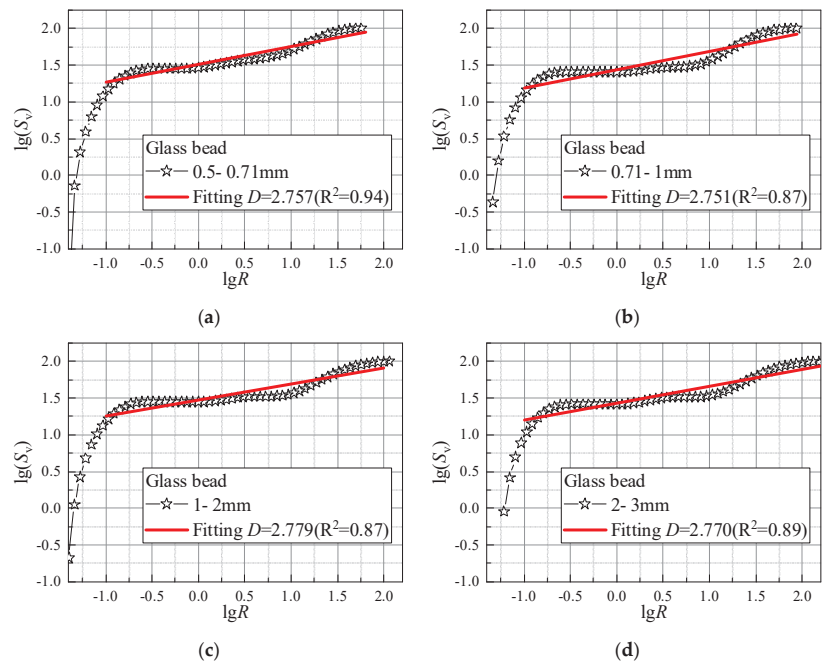 2.0
1.5
1.0
0.5
0.0
-0.5
-1.0
lg(Sᵥ)
Glass bead
0.5- 0.71mm
Fitting D=2.757(R²=0.94)
-1.0 -0.5 0.0 0.5 1.0 1.5 2.0
lgR
(a)
2.0
1.5
1.0
0.5
0.0
-0.5
-1.0
lg(Sᵥ)
Glass bead
0.71- 1mm
Fitting D=2.751(R²=0.87)
-1.0 -0.5 0.0 0.5 1.0 1.5 2.0
lgR
(b)
2.0
1.5
1.0
0.5
0.0
-0.5
-1.0
lg(Sᵥ)
Glass bead
1- 2mm
Fitting D=2.779(R²=0.87)
-1.0 -0.5 0.0 0.5 1.0 1.5 2.0
lgR
(c)
2.0
1.5
1.0
0.5
0.0
-0.5
-1.0
lg(Sᵥ)
Glass bead
2- 3mm
Fitting D=2.770(R²=0.89)
-1.0 -0.5 0.0 0.5 1.0 1.5 2.0
lgR
(d)